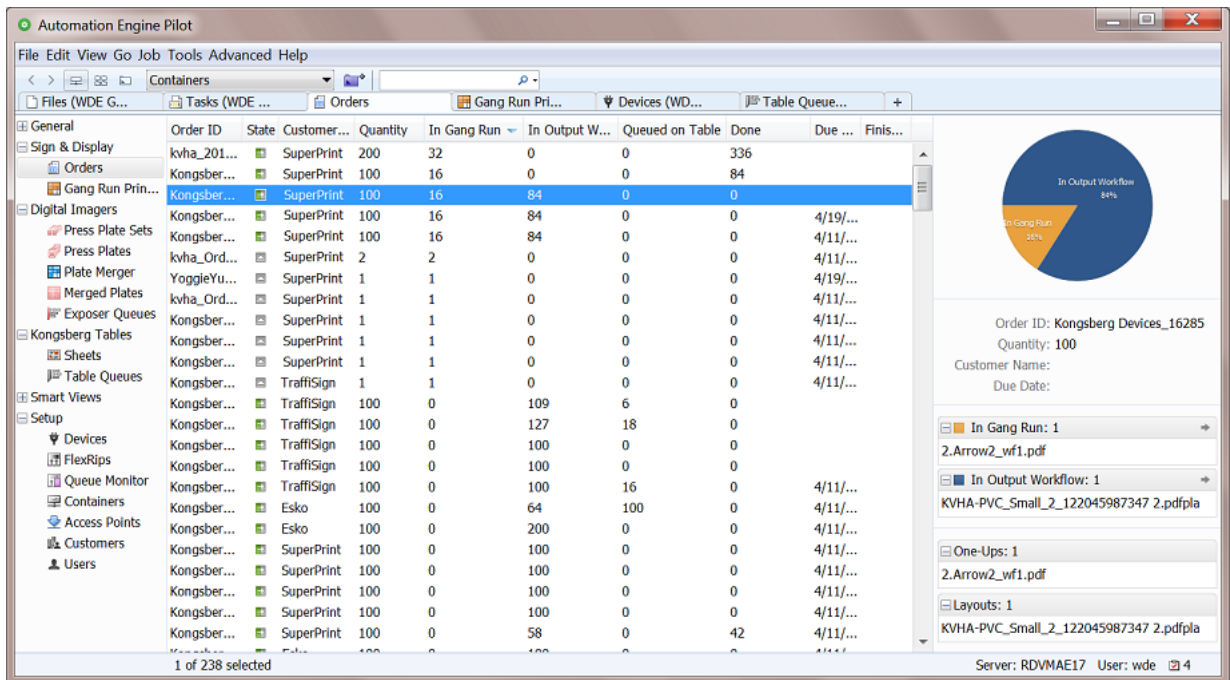 Automation Engine Pilot
File Edit View Go Job Tools Advanced Help
Containers
Files (WDE G... Tasks (WDE ... Orders Gang Run Pri... Devices (WD... Table Queue... +
General
Sign & Display
Orders
Gang Run Prin...
Digital Imagers
Press Plate Sets
Press Plates
Plate Merger
Merged Plates
Exposer Queues
Kongsberg Tables
Sheets
Table Queues
Smart Views
Setup
Devices
FlexRips
Queue Monitor
Containers
Access Points
Customers
Users
Order ID State Customer... Quantity In Gang Run In Output W... Queued on Table Done Due ... Finis...
kvha_201... SuperPrint 200 32 0 0 336
Kongsber... SuperPrint 100 16 0 0 84
Kongsber... SuperPrint 100 16 84 0 0
Kongsber... SuperPrint 100 16 84 0 0 4/19/...
Kongsber... SuperPrint 100 16 84 0 0 4/11/...
kvha_Ord... SuperPrint 2 2 0 0 0 4/11/...
YoggieYu... SuperPrint 1 1 0 0 0 4/19/...
kvha_Ord... SuperPrint 1 1 0 0 0 4/11/...
Kongsber... SuperPrint 1 1 0 0 0 4/11/...
Kongsber... SuperPrint 1 1 0 0 0 4/11/...
Kongsber... SuperPrint 1 1 0 0 0 4/11/...
Kongsber... TraffiSign 1 1 0 0 0 4/11/...
Kongsber... TraffiSign 100 0 109 6 0
Kongsber... TraffiSign 100 0 127 18 0
Kongsber... TraffiSign 100 0 100 0 0
Kongsber... TraffiSign 100 0 100 0 0
Kongsber... TraffiSign 100 0 100 16 0 4/11/...
Kongsber... Esko 100 0 64 100 0 4/11/...
Kongsber... Esko 100 0 200 0 0 4/11/...
Kongsber... SuperPrint 100 0 100 0 0 4/11/...
Kongsber... SuperPrint 100 0 100 0 0 4/11/...
Kongsber... SuperPrint 100 0 100 0 0 4/11/...
Kongsber... SuperPrint 100 0 100 0 0 4/11/...
Kongsber... SuperPrint 100 0 58 0 42 4/11/...
In Output Workflow
84%
In Gang Run
16%
Order ID: Kongsberg Devices_16285
Quantity: 100
Customer Name:
Due Date:
In Gang Run: 1
2.Arrow2_wf1.pdf
In Output Workflow: 1
KVHA-PVC_Small_2_122045987347 2.pdfpla
One-Ups: 1
2.Arrow2_wf1.pdf
Layouts: 1
KVHA-PVC_Small_2_122045987347 2.pdfpla
1 of 238 selected
Server: RDVMAE17 User: wde 4